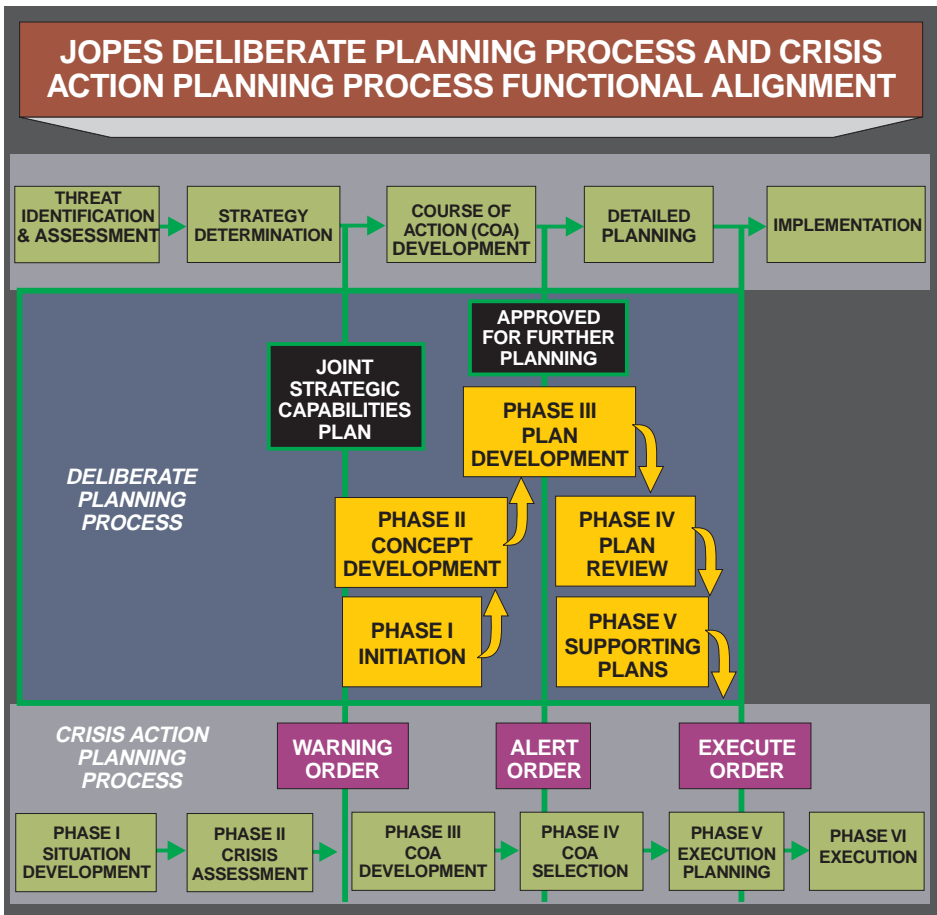 JOPES DELIBERATE PLANNING PROCESS AND CRISIS
ACTION PLANNING PROCESS FUNCTIONAL ALIGNMENT
THREAT
IDENTIFICATION
& ASSESSMENT
STRATEGY
DETERMINATION
COURSE OF
ACTION (COA)
DEVELOPMENT
DETAILED
PLANNING
IMPLEMENTATION
APPROVED
FOR FURTHER
PLANNING
JOINT
STRATEGIC
CAPABILITIES
PLAN
PHASE III
PLAN
DEVELOPMENT
DELIBERATE
PLANNING
PROCESS
PHASE II
CONCEPT
DEVELOPMENT
PHASE IV
PLAN
REVIEW
PHASE I
INITIATION
PHASE V
SUPPORTING
PLANS
CRISIS ACTION
PLANNING
PROCESS
WARNING
ORDER
ALERT
ORDER
EXECUTE
ORDER
PHASE I
SITUATION
DEVELOPMENT
PHASE II
CRISIS
ASSESSMENT
PHASE III
COA
DEVELOPMENT
PHASE IV
COA
SELECTION
PHASE V
EXECUTION
PLANNING
PHASE VI
EXECUTION